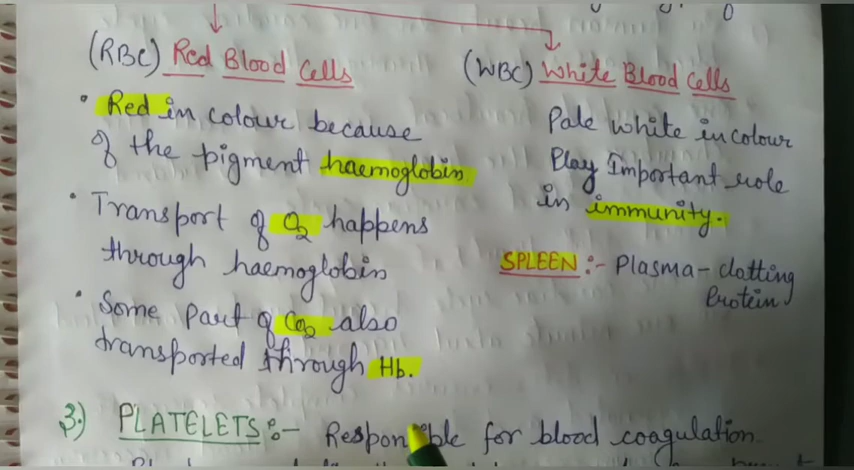 (RBC) Red Blood Cells
• Red in colour because
of the pigment haemoglobin
• Transport of O₂ happens
through haemoglobin
• Some part of CO₂ also
transported through Hb.
(WBC) White Blood Cells
Pale white in colour
Play Important role
in immunity.
SPLEEN :- Plasma - clotting
Protein
3.) PLATELETS :- Responsible for blood coagulation.